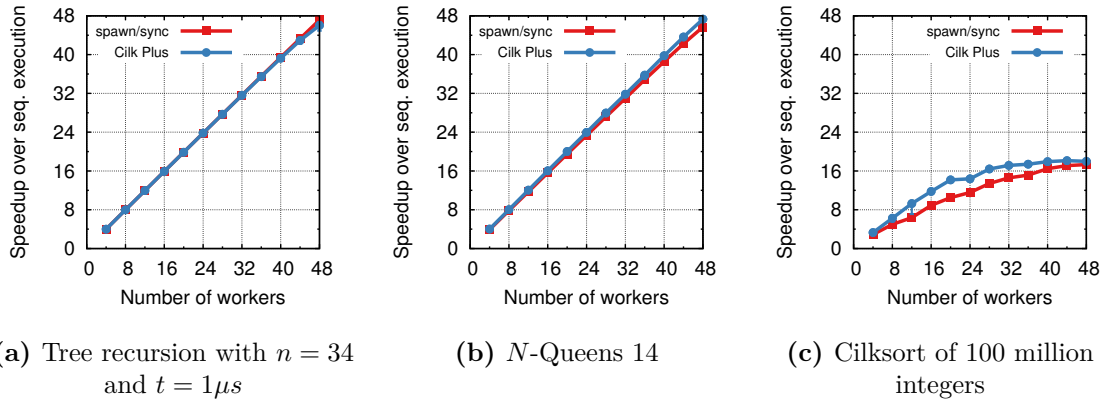 48
40
32
24
16
8
0
Speedup over seq. execution
spawn/sync
Cilk Plus
0 8 16 24 32 40 48
Number of workers
(a) Tree recursion with n = 34
and t = 1μs
48
40
32
24
16
8
0
Speedup over seq. execution
spawn/sync
Cilk Plus
0 8 16 24 32 40 48
Number of workers
(b) N-Queens 14
48
40
32
24
16
8
0
Speedup over seq. execution
spawn/sync
Cilk Plus
0 8 16 24 32 40 48
Number of workers
(c) Cilksort of 100 million
integers